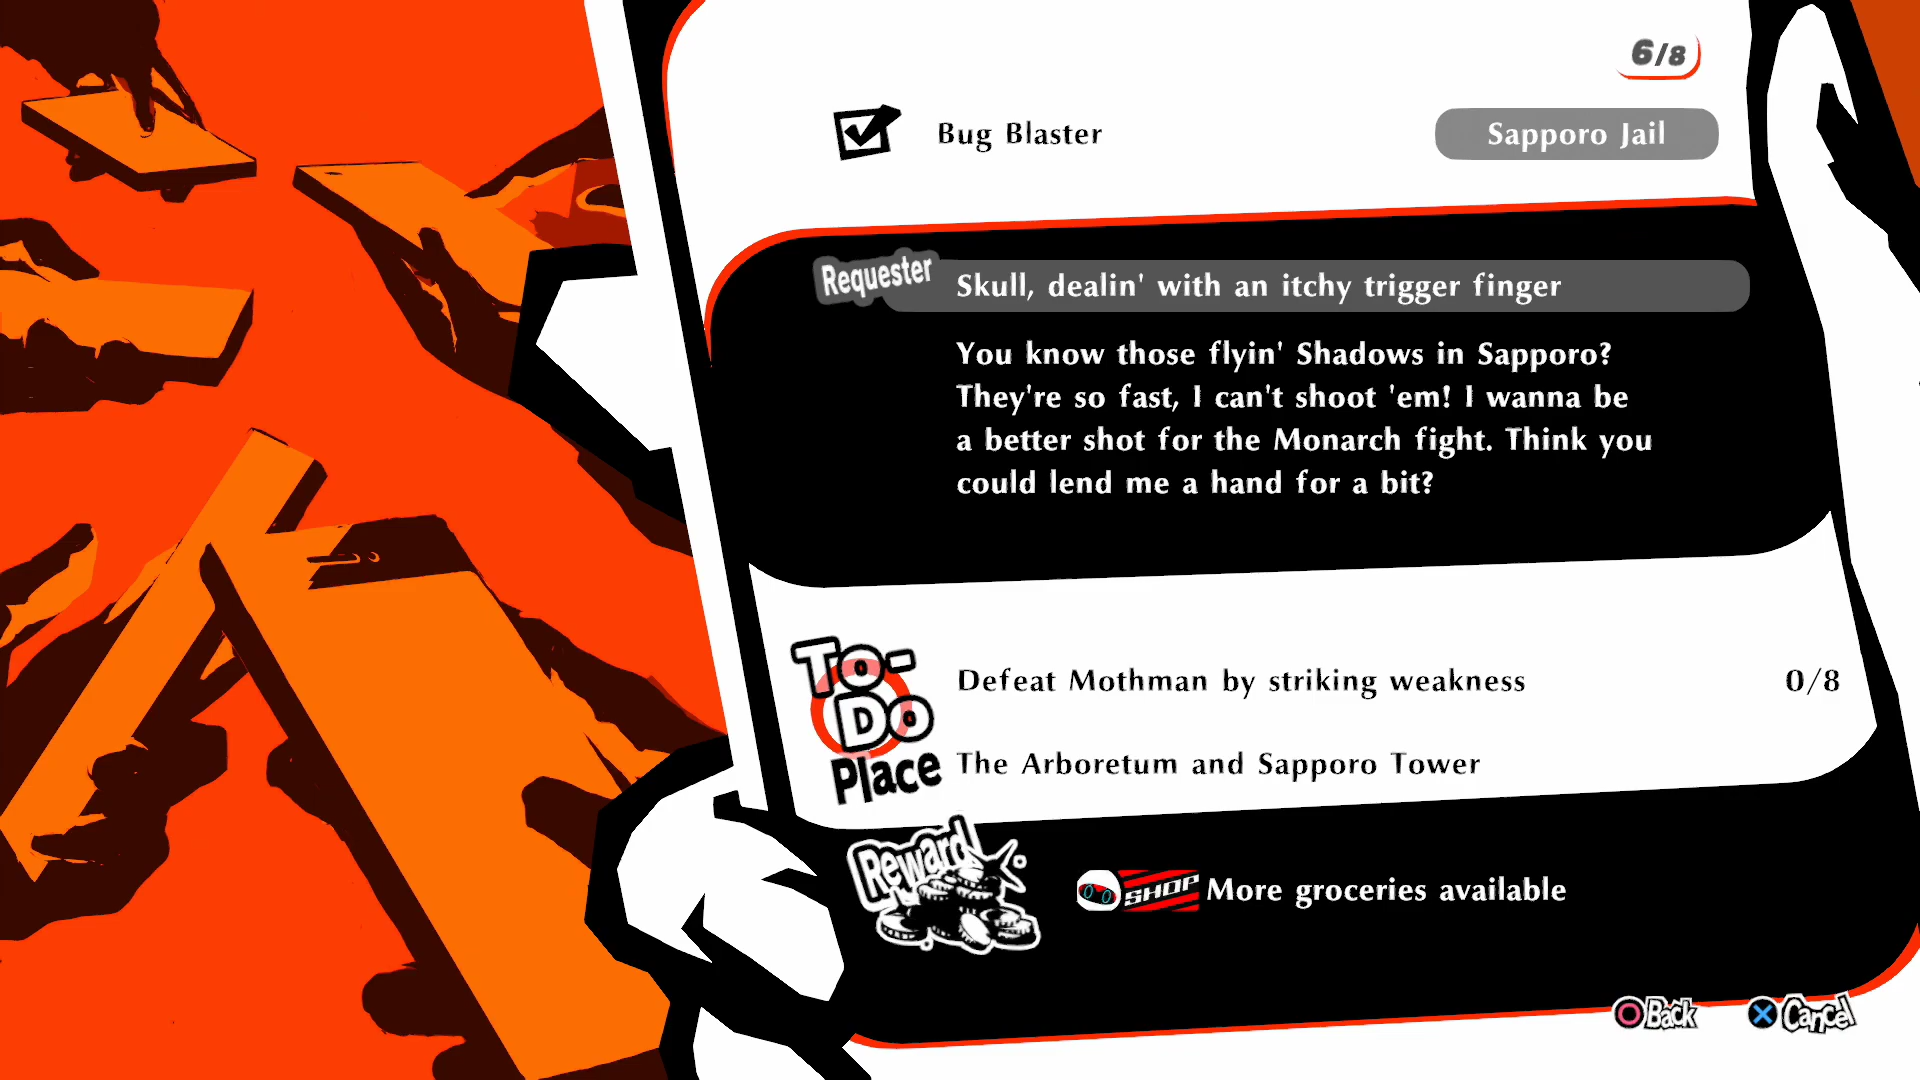 6/8
Bug Blaster
Sapporo Jail
Requester
Skull, dealin' with an itchy trigger finger
You know those flyin' Shadows in Sapporo?
They're so fast, I can't shoot 'em! I wanna be
a better shot for the Monarch fight. Think you
could lend me a hand for a bit?
To-Do
Defeat Mothman by striking weakness 0/8
Place
The Arboretum and Sapporo Tower
Reward
SHOP More groceries available
Back Cancel